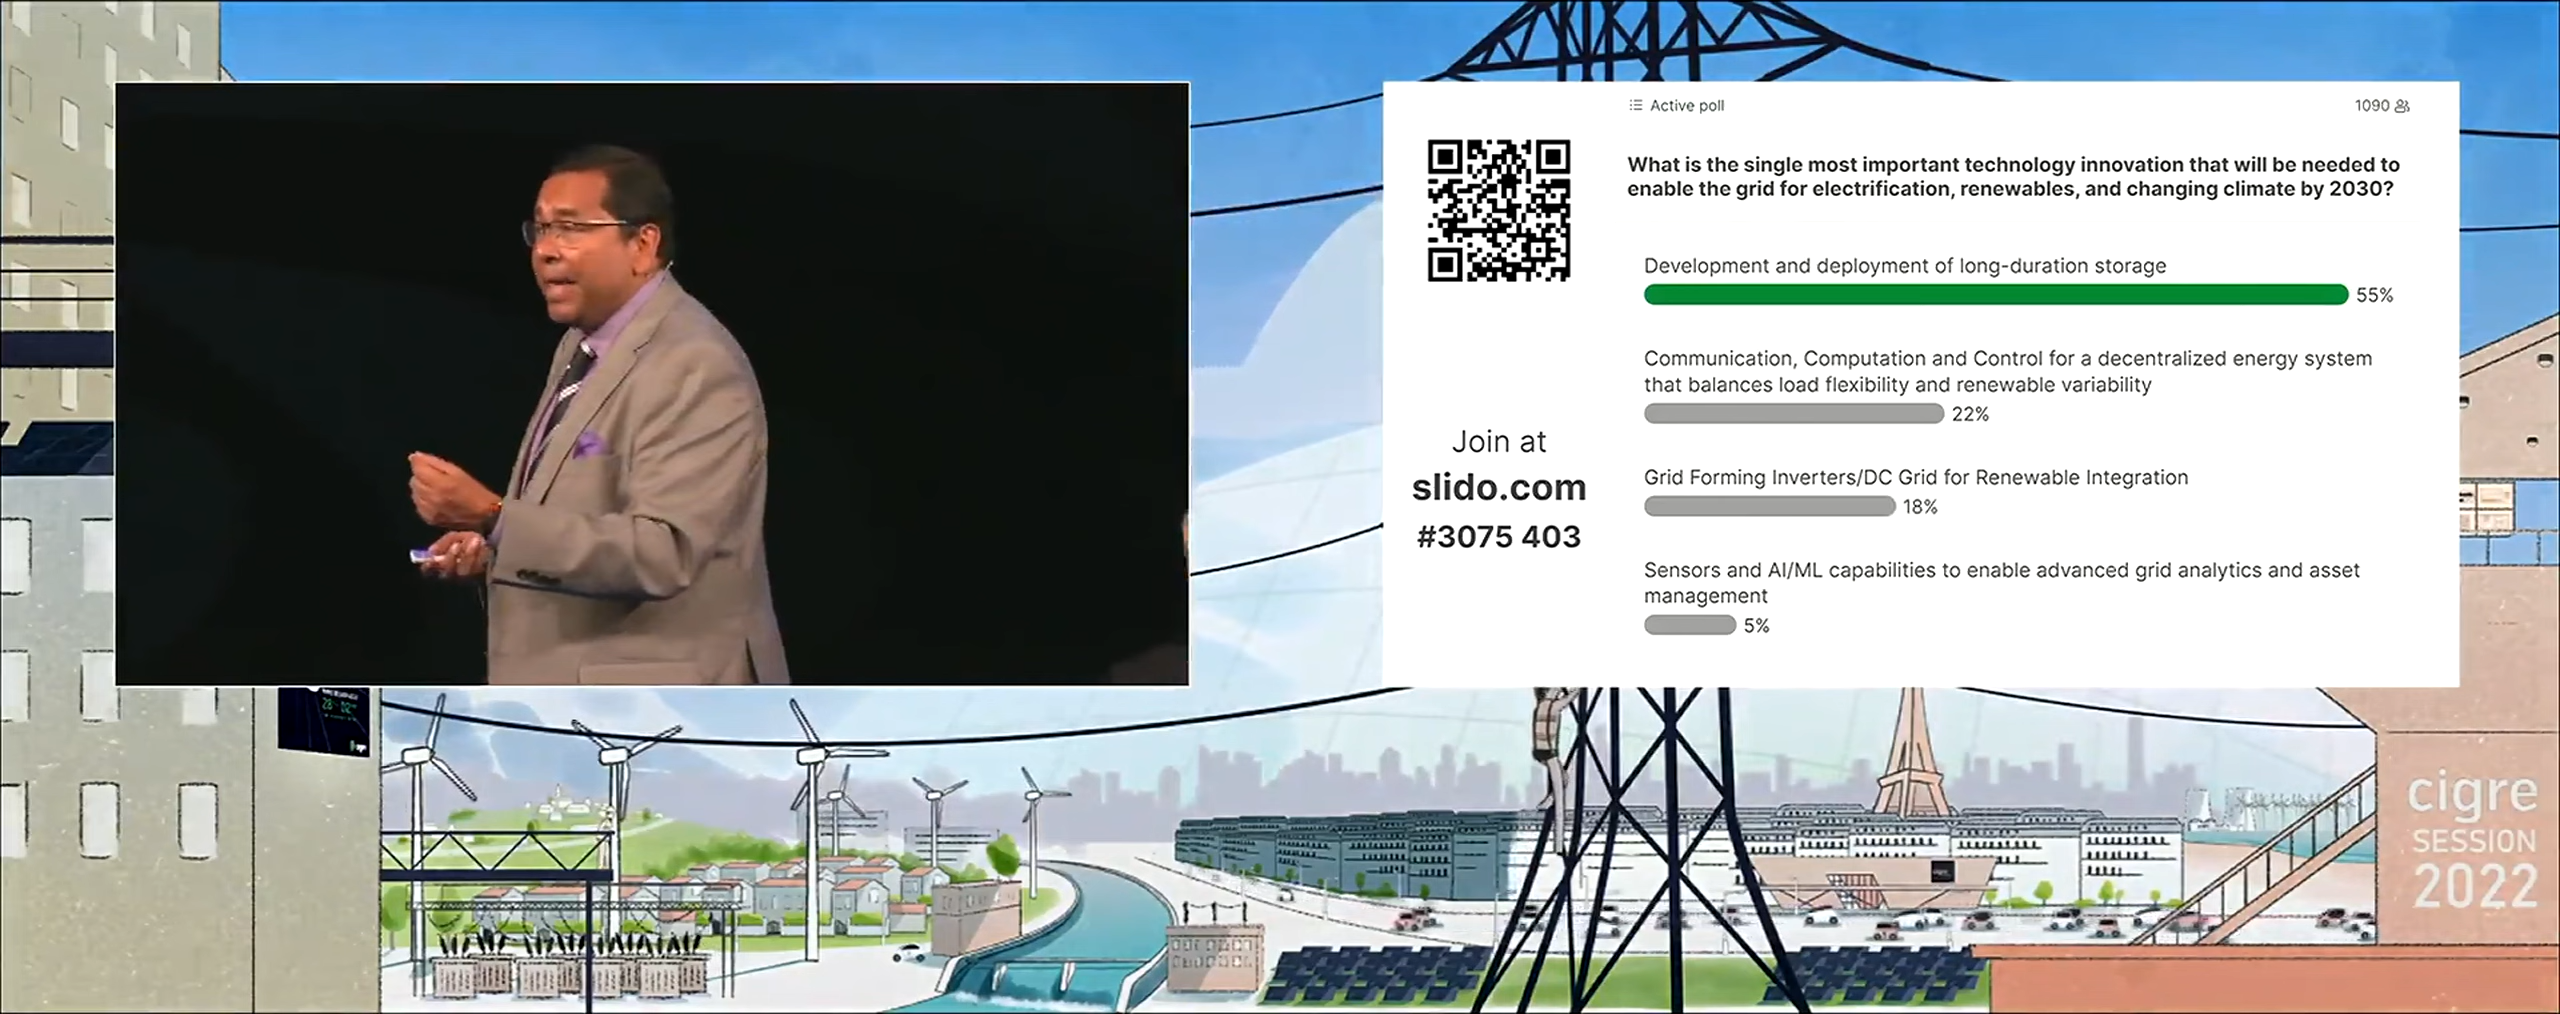 Active poll
1090
What is the single most important technology innovation that will be needed to
enable the grid for electrification, renewables, and changing climate by 2030?
Development and deployment of long-duration storage
55%
Communication, Computation and Control for a decentralized energy system
that balances load flexibility and renewable variability
22%
Grid Forming Inverters/DC Grid for Renewable Integration
18%
Sensors and AI/ML capabilities to enable advanced grid analytics and asset
management
5%
Join at
slido.com
#3075 403
cigre
SESSION
2022